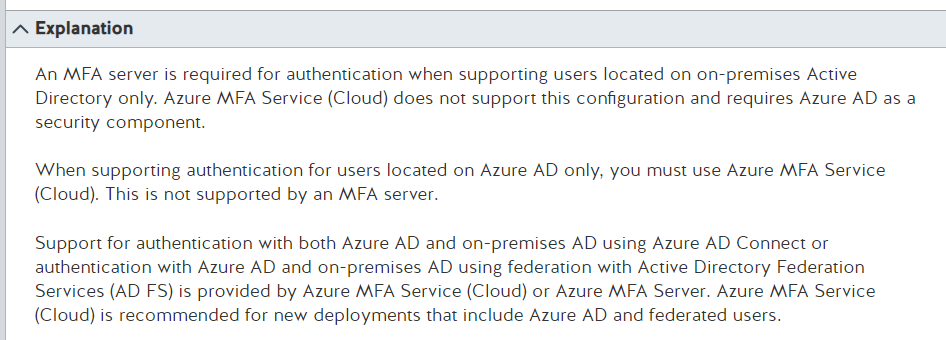 Explanation
An MFA server is required for authentication when supporting users located on on-premises Active
Directory only. Azure MFA Service (Cloud) does not support this configuration and requires Azure AD as a
security component.
When supporting authentication for users located on Azure AD only, you must use Azure MFA Service
(Cloud). This is not supported by an MFA server.
Support for authentication with both Azure AD and on-premises AD using Azure AD Connect or
authentication with Azure AD and on-premises AD using federation with Active Directory Federation
Services (AD FS) is provided by Azure MFA Service (Cloud) or Azure MFA Server. Azure MFA Service
(Cloud) is recommended for new deployments that include Azure AD and federated users.